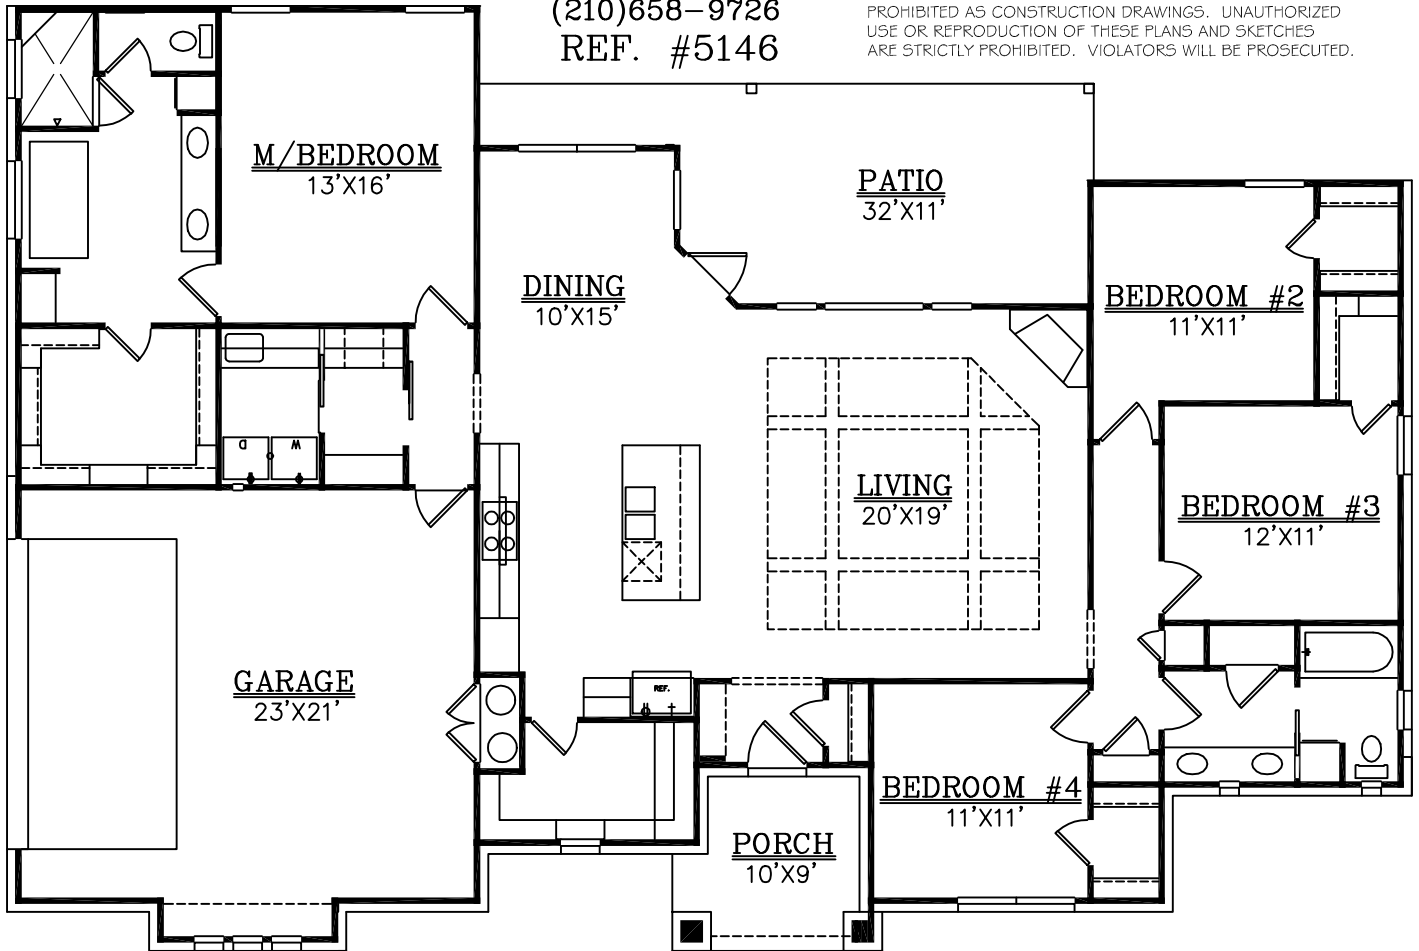 (210)658-9726
REF. #5146
PROHIBITED AS CONSTRUCTION DRAWINGS. UNAUTHORIZED
USE OR REPRODUCTION OF THESE PLANS AND SKETCHES
ARE STRICTLY PROHIBITED. VIOLATORS WILL BE PROSECUTED.
M/BEDROOM
13'X16'
PATIO
32'X11'
DINING
10'X15'
BEDROOM #2
11'X11'
D
W
LIVING
20'X19'
BEDROOM #3
12'X11'
GARAGE
23'X21'
REF.
BEDROOM #4
11'X11'
PORCH
10'X9'